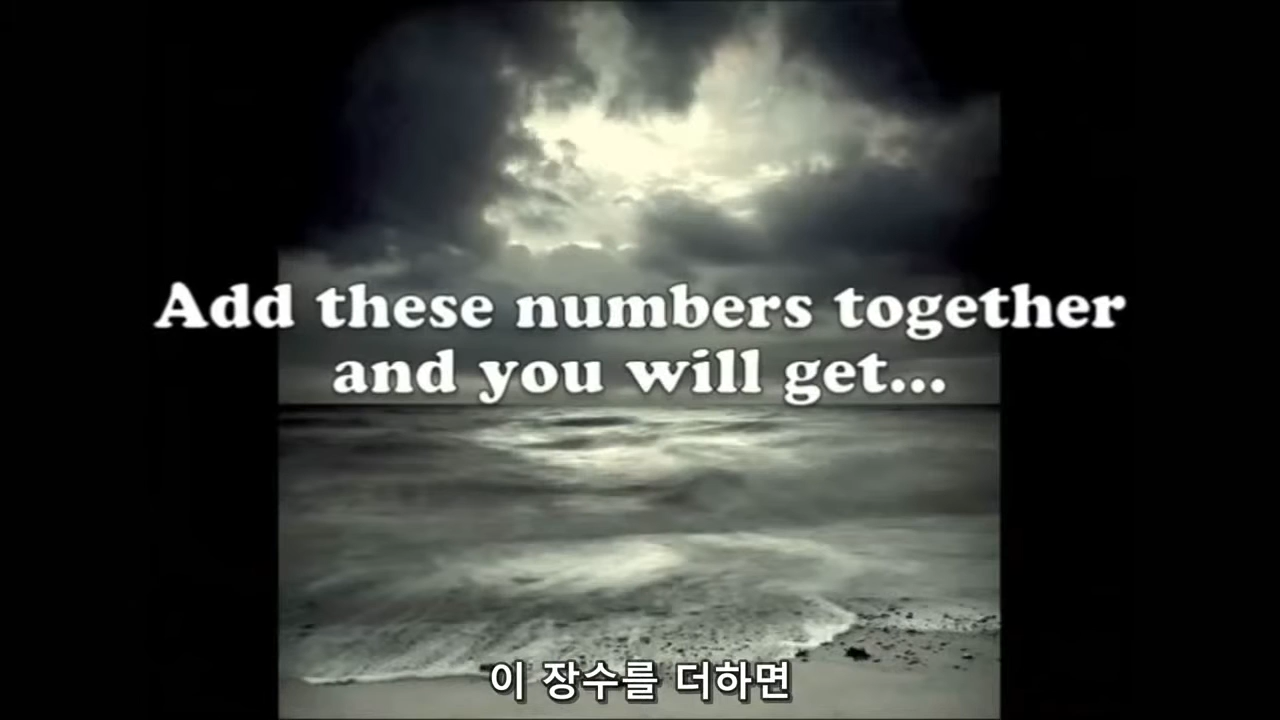 Add these numbers together
and you will get...
이 장수를 더하면